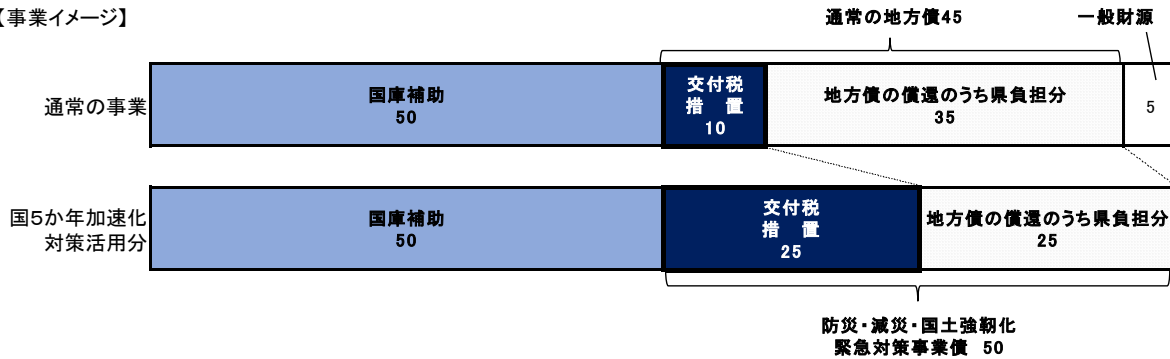 【事業イメージ】
通常の地方債45
一般財源
通常の事業
国庫補助
50
交付税
措　置
10
地方債の償還のうち県負担分
35
5
国5か年加速化
対策活用分
国庫補助
50
交付税
措　置
25
地方債の償還のうち県負担分
25
防災・減災・国土強靭化
緊急対策事業債 50